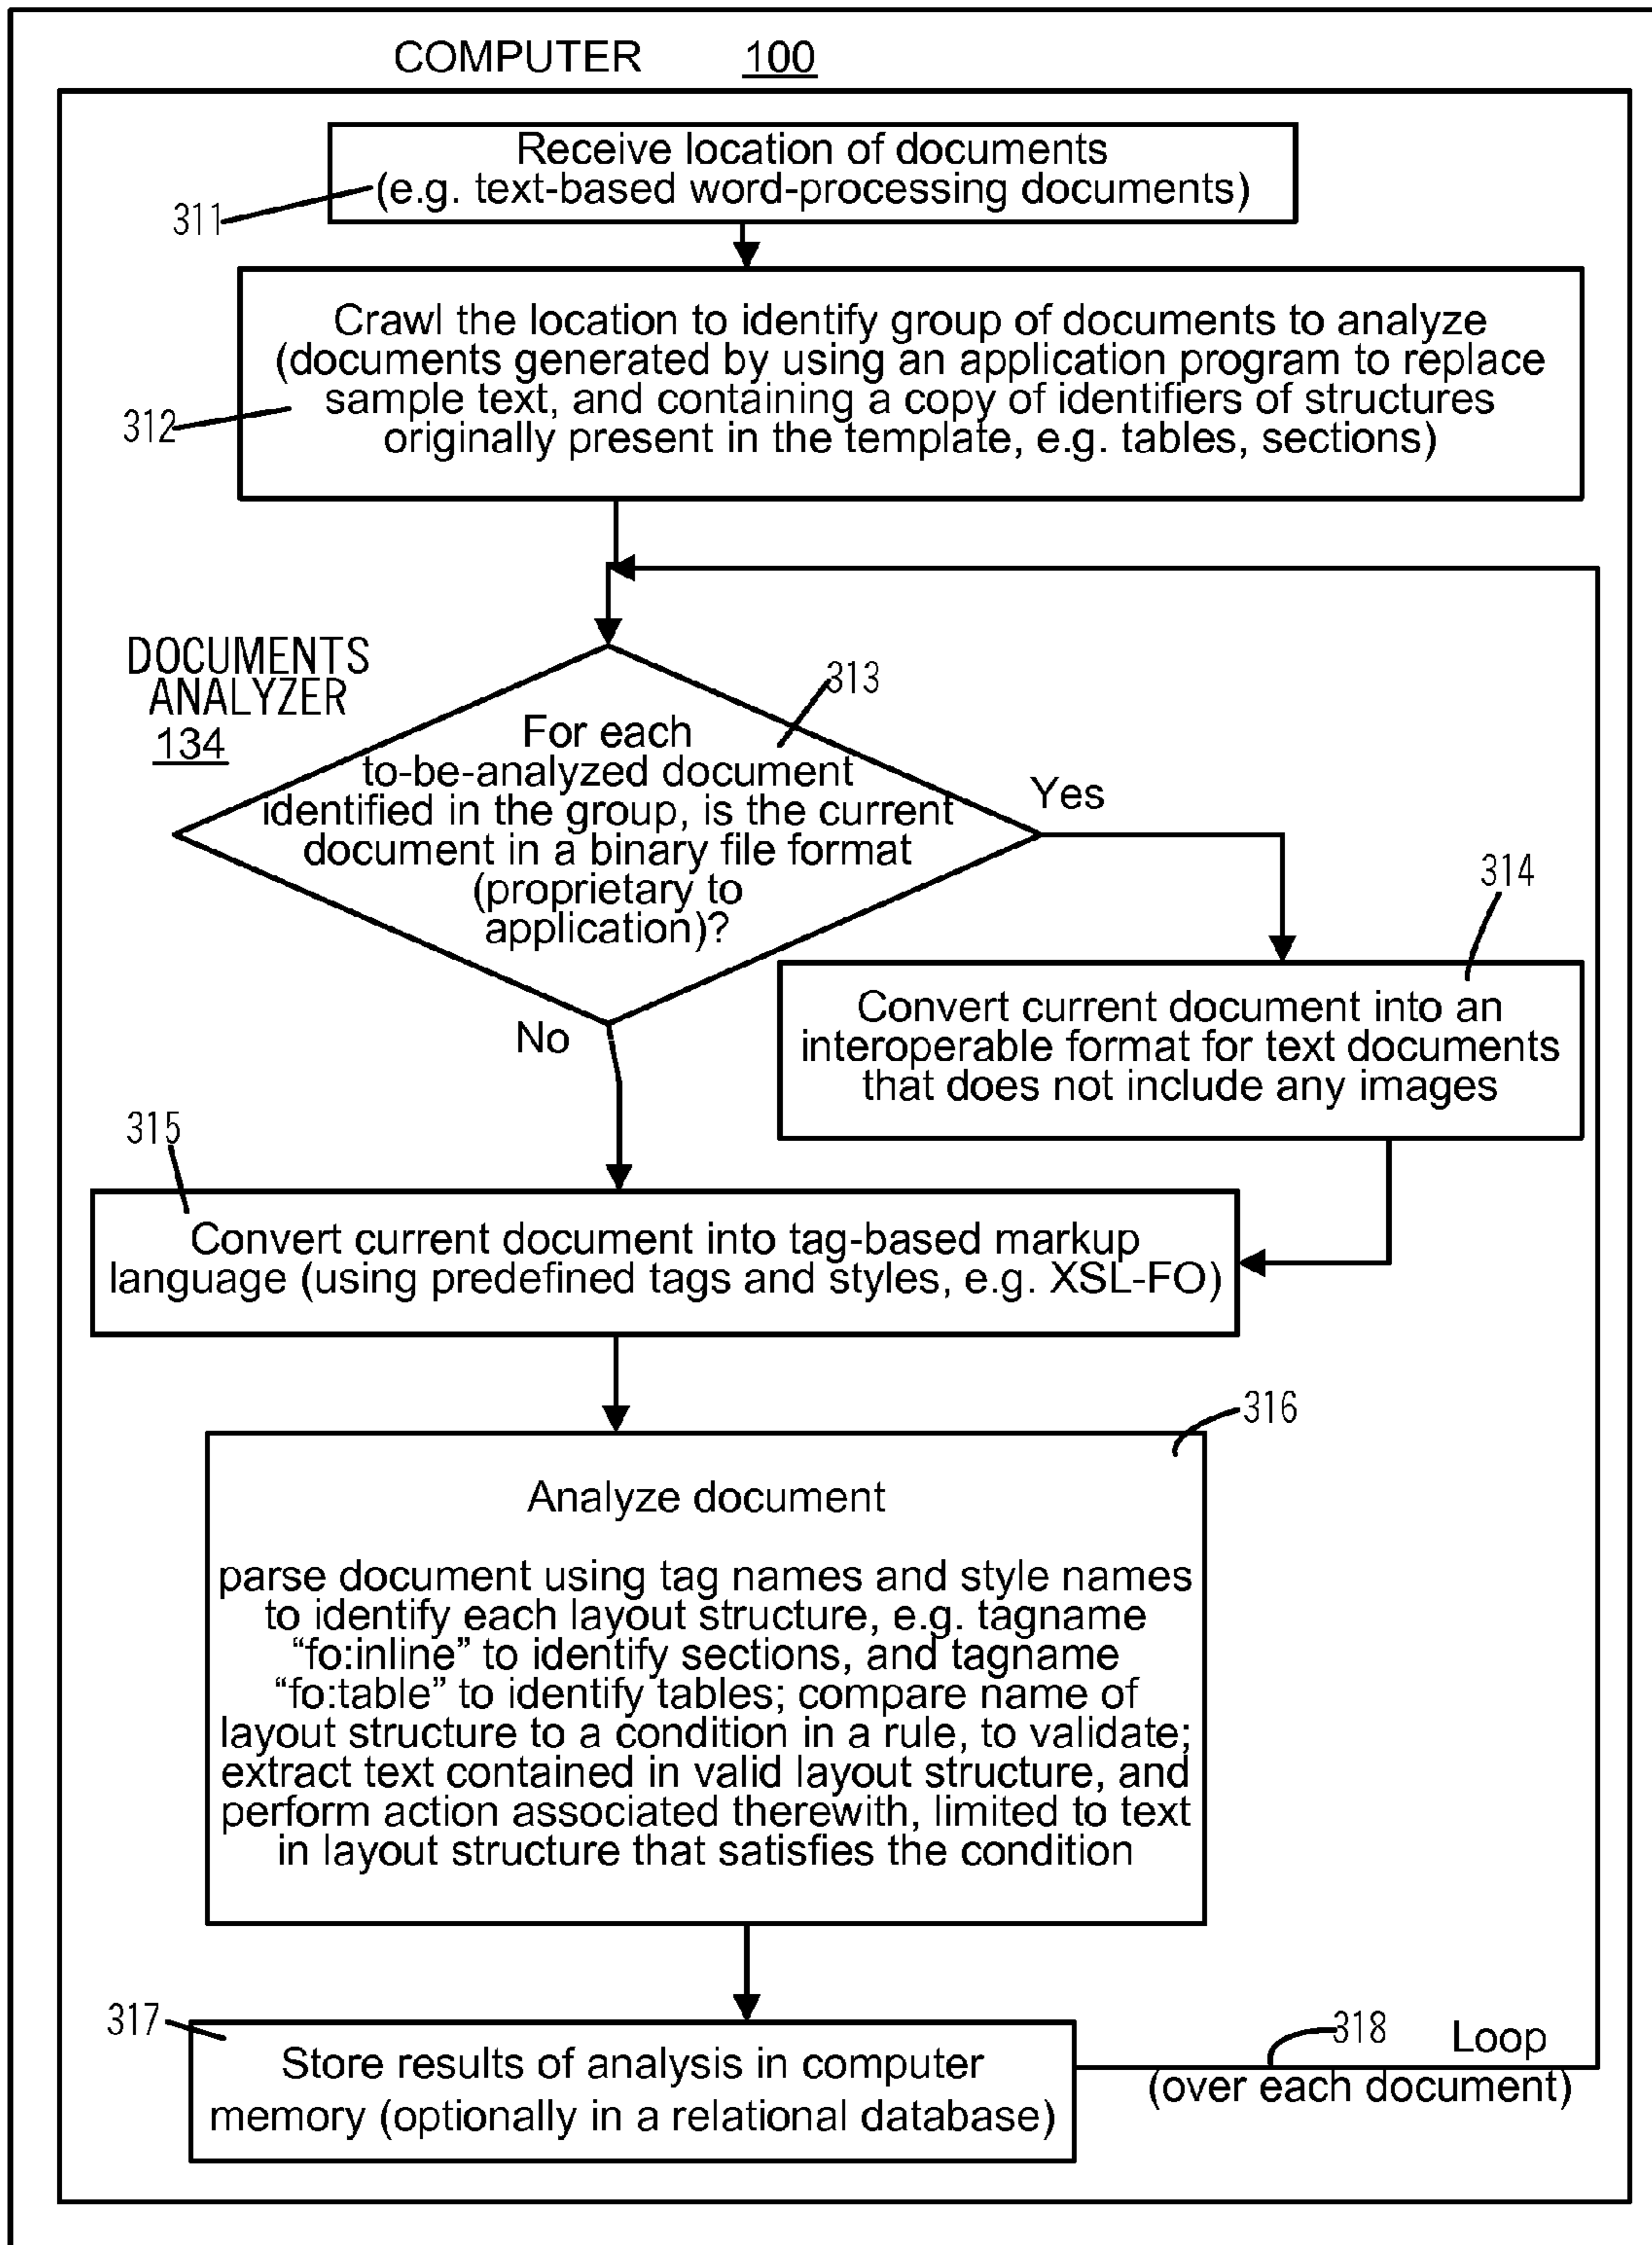 COMPUTER 100
Receive location of documents
(e.g. text-based word-processing documents)
311
Crawl the location to identify group of documents to analyze
(documents generated by using an application program to replace
sample text, and containing a copy of identifiers of structures
originally present in the template, e.g. tables, sections)
312
DOCUMENTS
ANALYZER
134
313
For each
to-be-analyzed document
identified in the group, is the current
document in a binary file format
(proprietary to
application)?
Yes
No
314
Convert current document into an
interoperable format for text documents
that does not include any images
315
Convert current document into tag-based markup
language (using predefined tags and styles, e.g. XSL-FO)
316
Analyze document
parse document using tag names and style names
to identify each layout structure, e.g. tagname
“fo:inline” to identify sections, and tagname
“fo:table” to identify tables; compare name of
layout structure to a condition in a rule, to validate;
extract text contained in valid layout structure, and
perform action associated therewith, limited to text
in layout structure that satisfies the condition
317
Store results of analysis in computer
memory (optionally in a relational database)
318
Loop
(over each document)